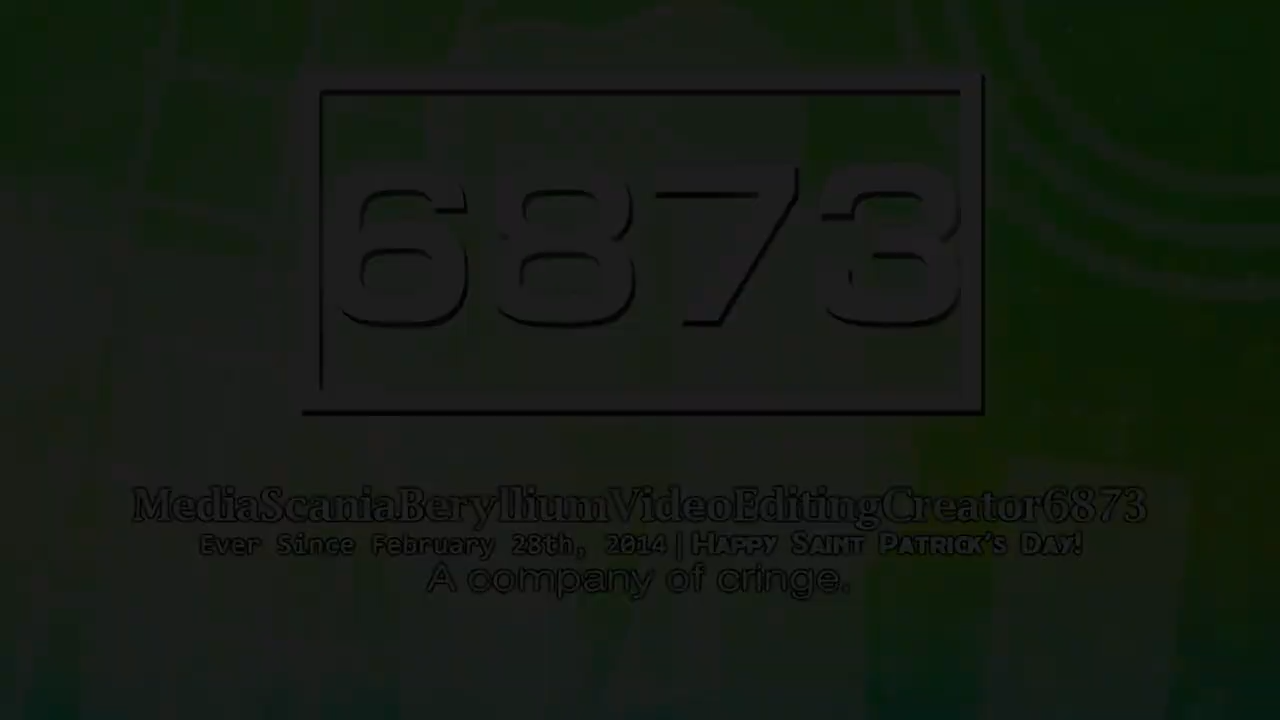 6873
MediaScaniaBerylliumVideoEditingCreator6873
Ever Since February 28th, 2014 | Happy Saint Patrick's Day!
A company of cringe.